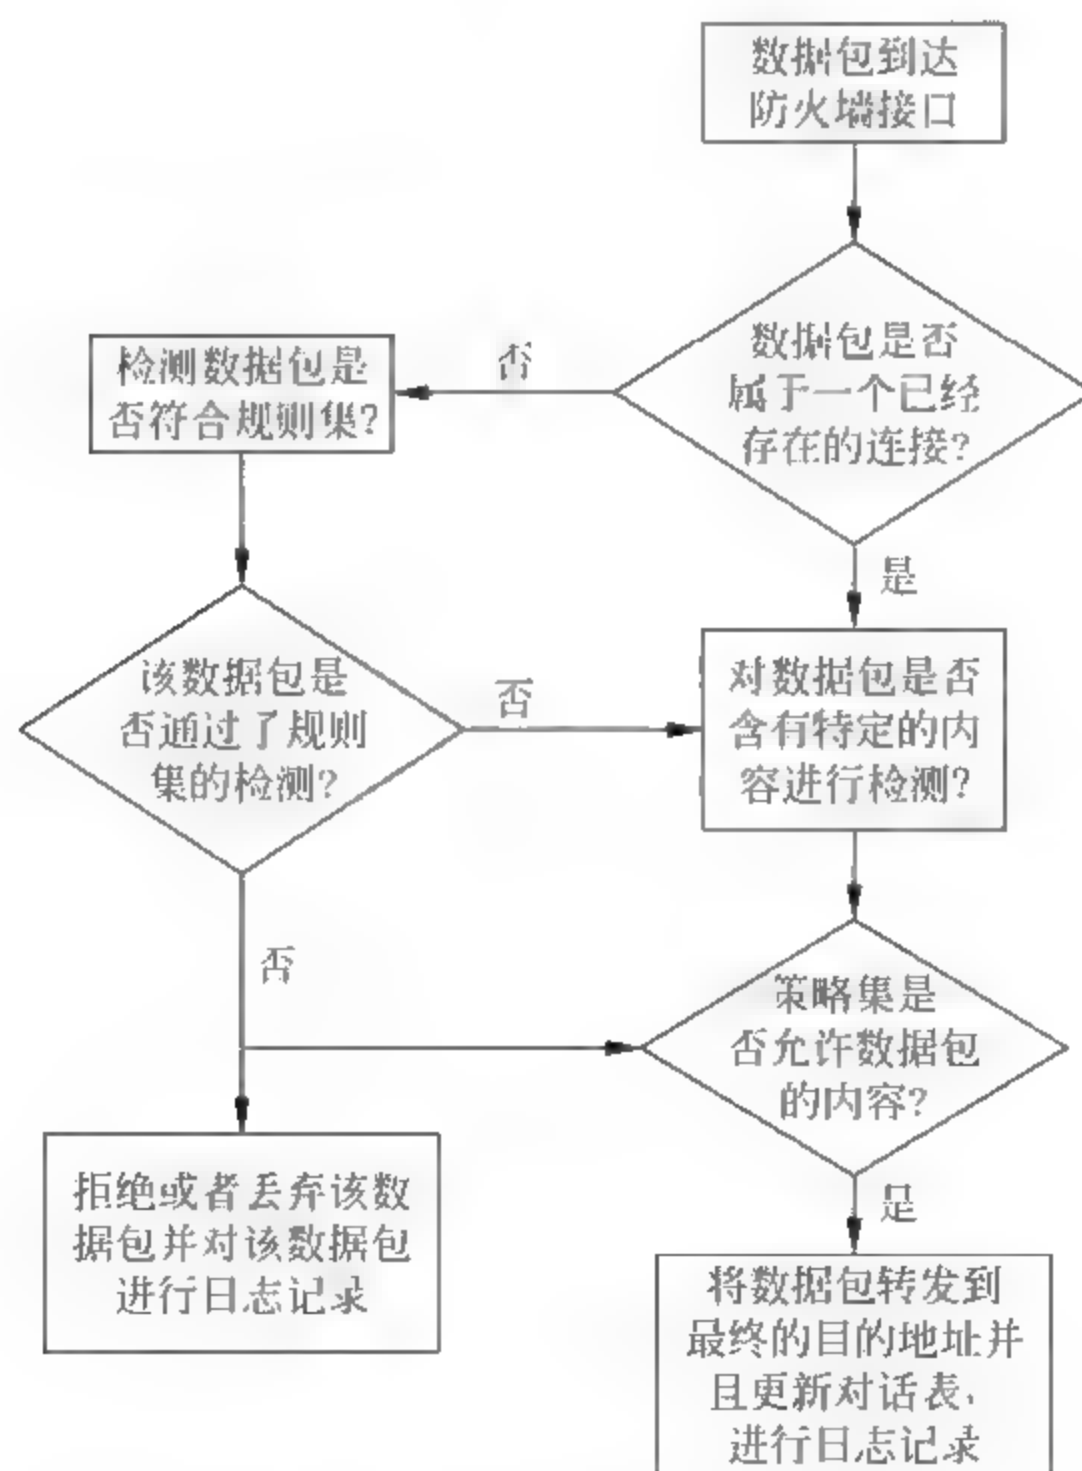 数据包到达
防火墙接口
数据包是否
属于一个已经
存在的连接?
否
检测数据包是
否符合规则集?
是
该数据包是
否通过了规则
集的检测?
否
对数据包是否
含有特定的内
容进行检测?
否
策略集是
否允许数据包
的内容?
拒绝或者丢弃该数
据包并对该数据包
进行日志记录
是
将数据包转发到
最终的目的地址并
且更新对话表,
进行日志记录